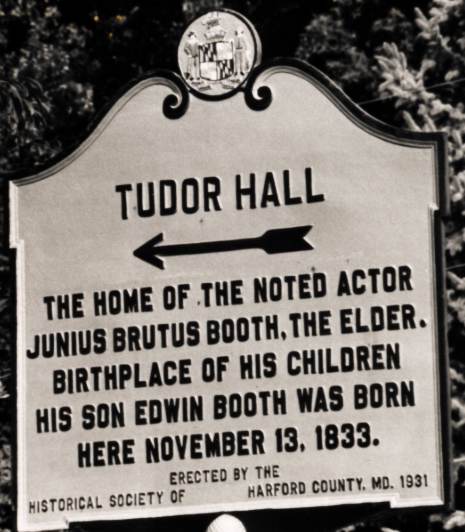 TUDOR HALL
THE HOME OF THE NOTED ACTOR
JUNIUS BRUTUS BOOTH, THE ELDER.
BIRTHPLACE OF HIS CHILDREN
HIS SON EDWIN BOOTH WAS BORN
HERE NOVEMBER 13, 1833.
ERECTED BY THE
HISTORICAL SOCIETY OF HARFORD COUNTY, MD. 1931